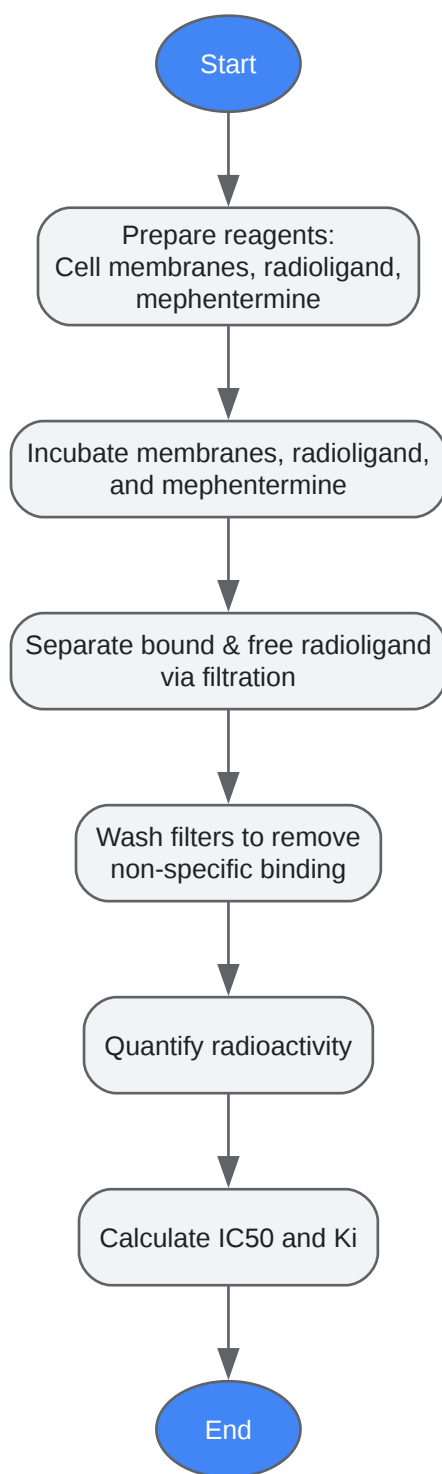 Start
Prepare reagents:
Cell membranes, radioligand,
mephentermine
Incubate membranes, radioligand,
and mephentermine
Separate bound & free radioligand
via filtration
Wash filters to remove
non-specific binding
Quantify radioactivity
Calculate IC50 and Ki
End